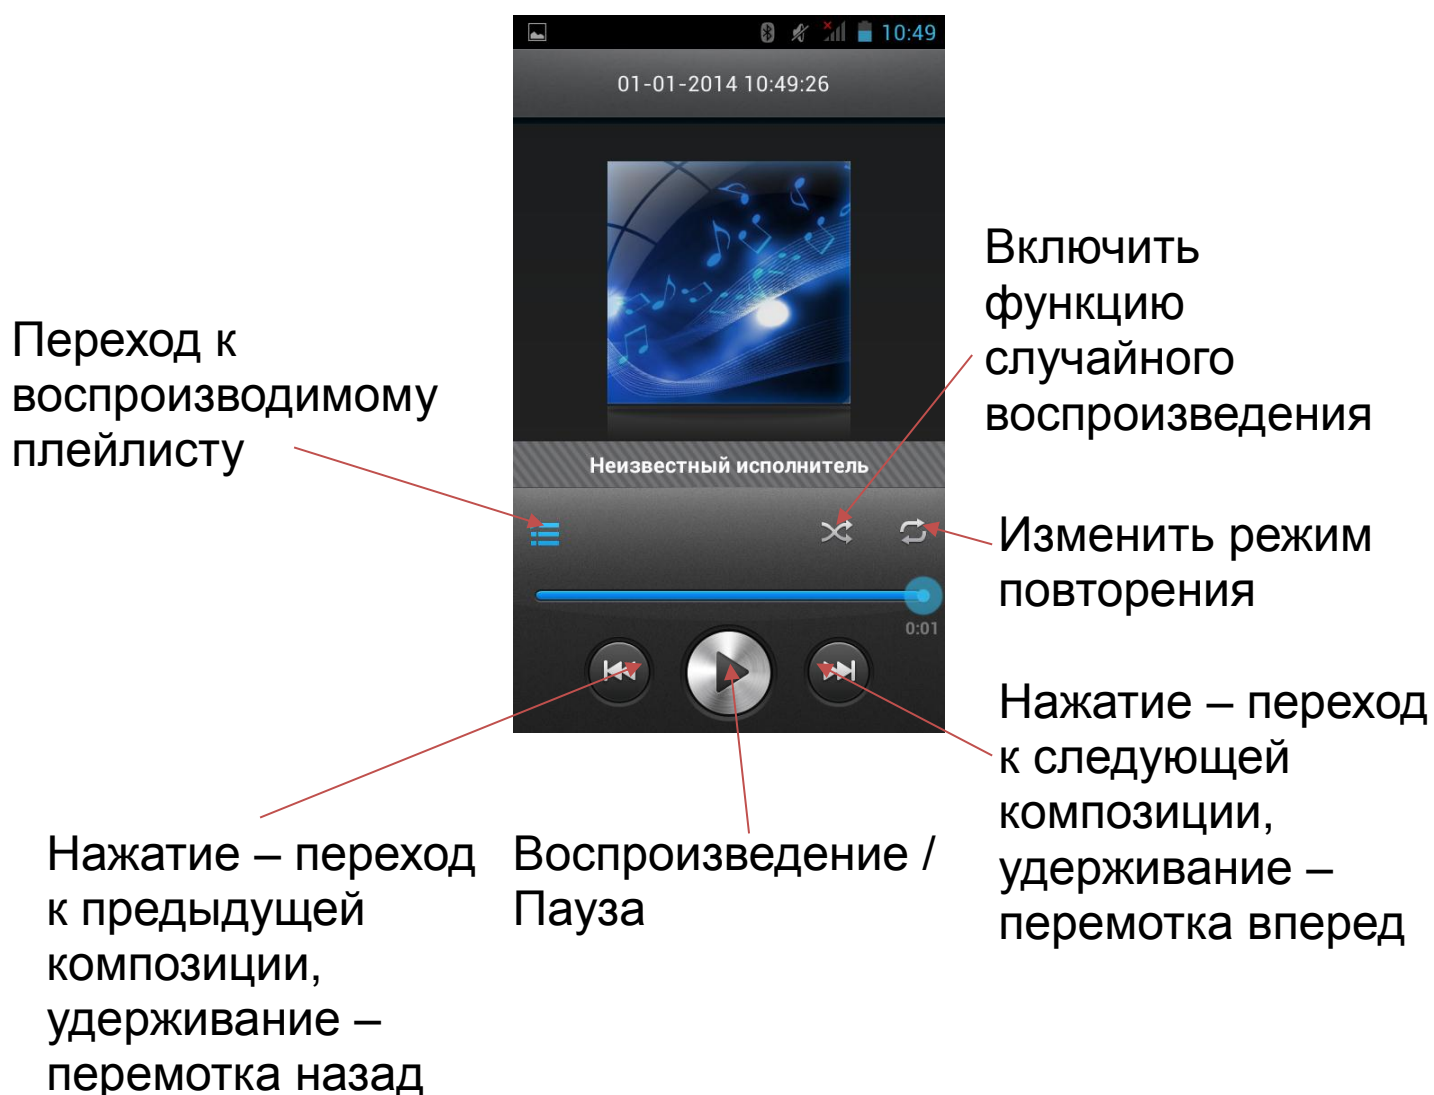 10:49
01-01-2014 10:49:26
Включить
функцию
случайного
воспроизведения
Переход к
воспроизводимому
плейлисту
Неизвестный исполнитель
Изменить режим
повторения
0:01
Нажатие – переход
к следующей
композиции,
удерживание –
перемотка вперед
Нажатие – переход
к предыдущей
композиции,
удерживание –
перемотка назад
Воспроизведение /
Пауза